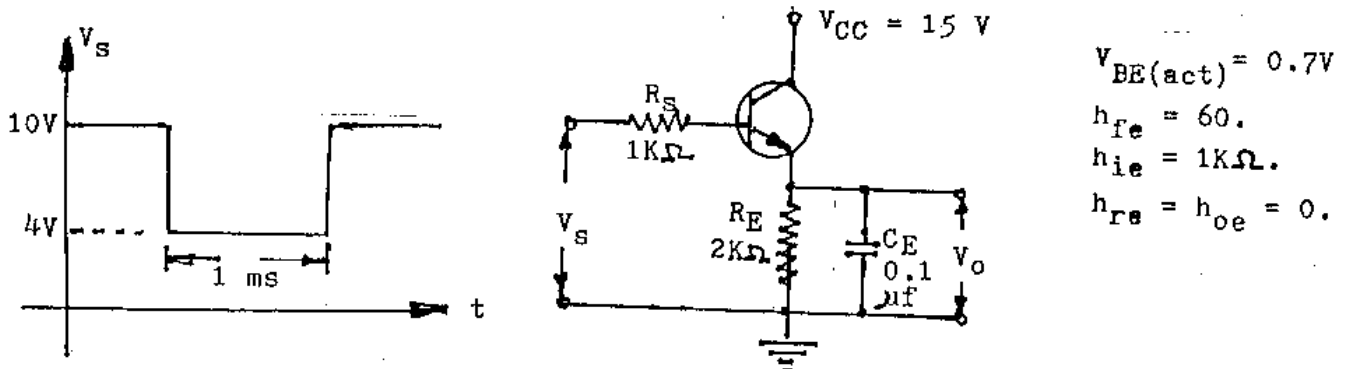 V_S
10V
4V
1 ms
t
V_CC = 15 V
R_S
1KΩ
V_S
R_E
2KΩ
C_E
0.1
μf
V_o
V_BE(act) = 0.7V
h_fe = 60.
h_ie = 1KΩ.
h_re = h_oe = 0.